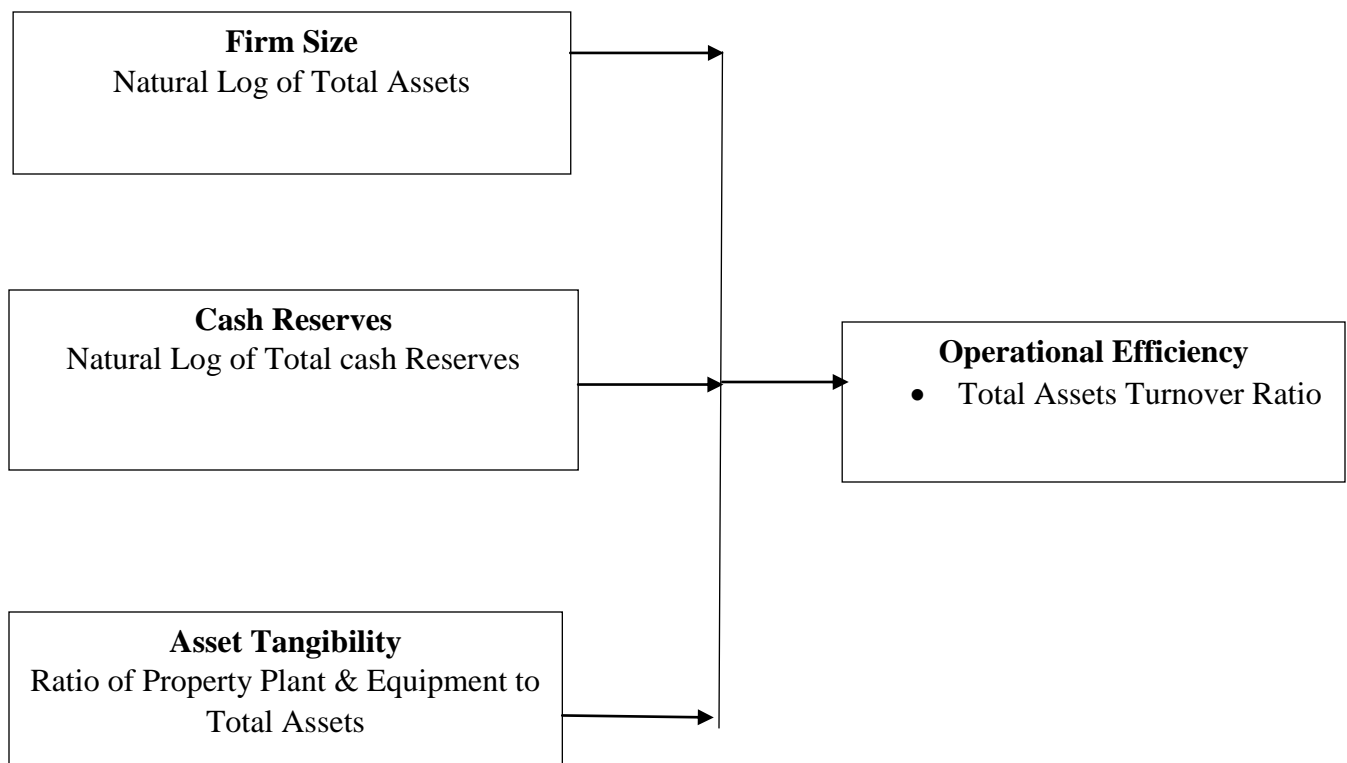 Firm Size
Natural Log of Total Assets
Cash Reserves
Natural Log of Total cash Reserves
Operational Efficiency
• Total Assets Turnover Ratio
Asset Tangibility
Ratio of Property Plant & Equipment to
Total Assets